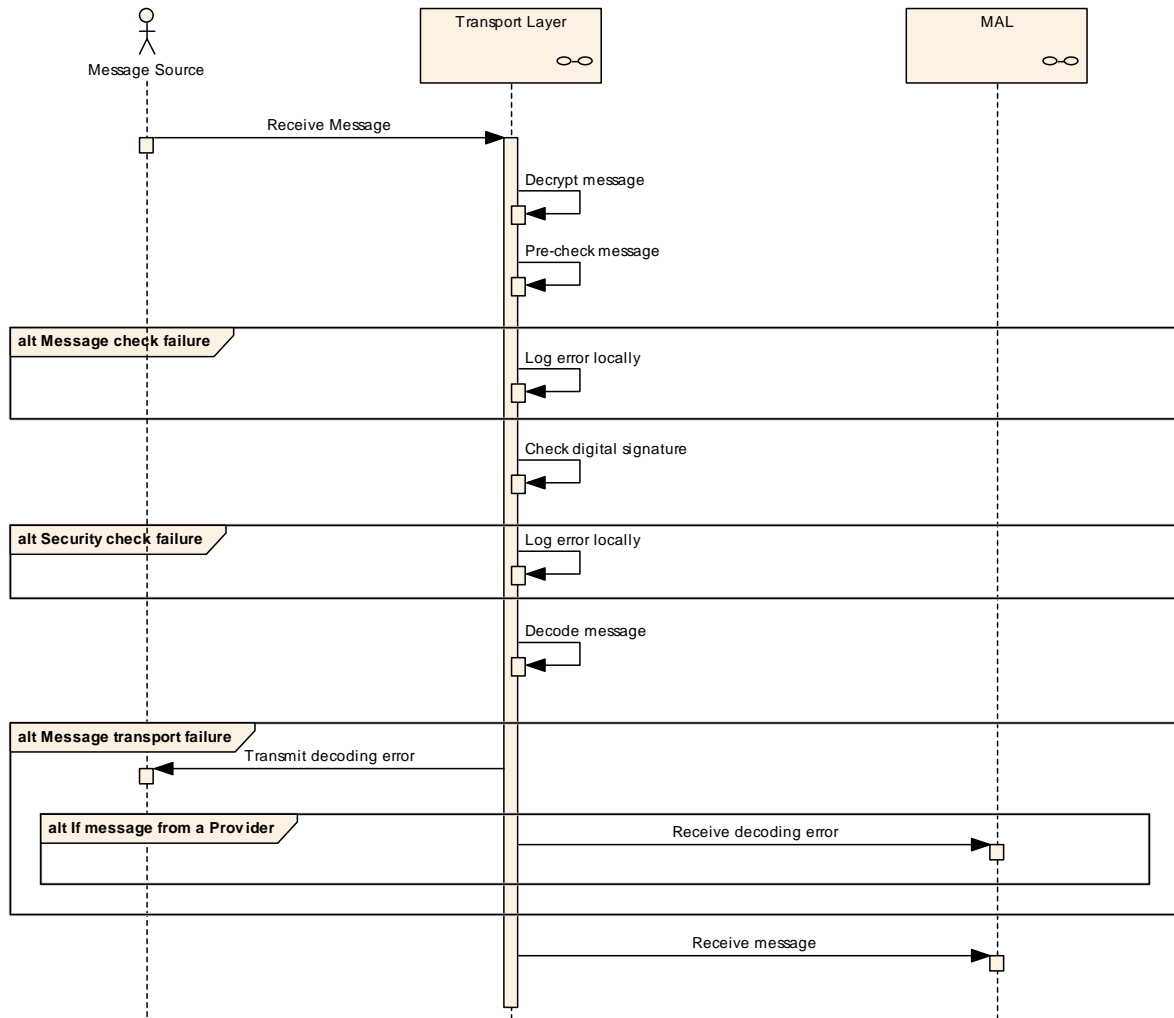 Message Source
Transport Layer
MAL
Receive Message
Decrypt message
Pre-check message
alt Message check failure
Log error locally
Check digital signature
alt Security check failure
Log error locally
Decode message
alt Message transport failure
Transmit decoding error
alt If message from a Provider
Receive decoding error
Receive message